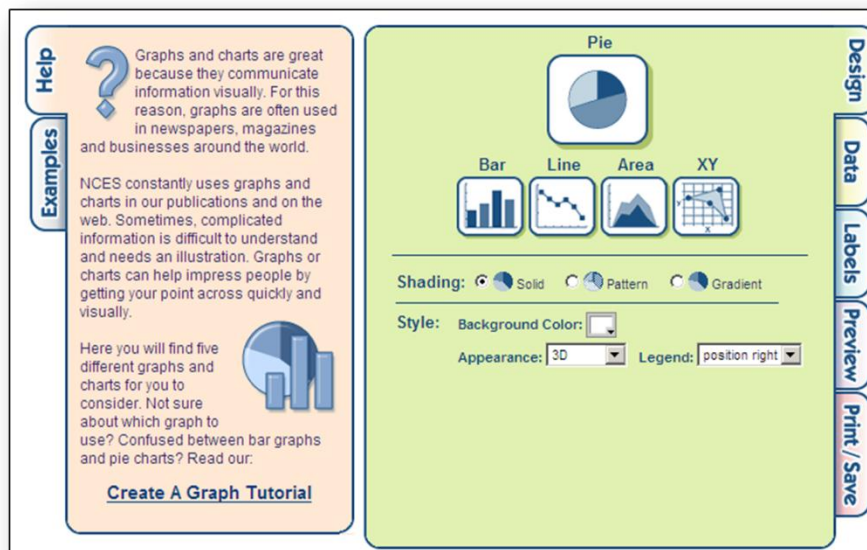 Help
Examples
?
Graphs and charts are great
because they communicate
information visually. For this
reason, graphs are often used
in newspapers, magazines
and businesses around the world.
NCES constantly uses graphs and
charts in our publications and on the
web. Sometimes, complicated
information is difficult to understand
and needs an illustration. Graphs or
charts can help impress people by
getting your point across quickly and
visually.
Here you will find five
different graphs and
charts for you to
consider. Not sure
about which graph to
use? Confused between bar graphs
and pie charts? Read our:
Create A Graph Tutorial
Pie
Bar Line Area XY
y
x
Shading: Solid Pattern Gradient
Style: Background Color:
Appearance: 3D Legend: position right
Design
Data
Labels
Preview
Print / Save